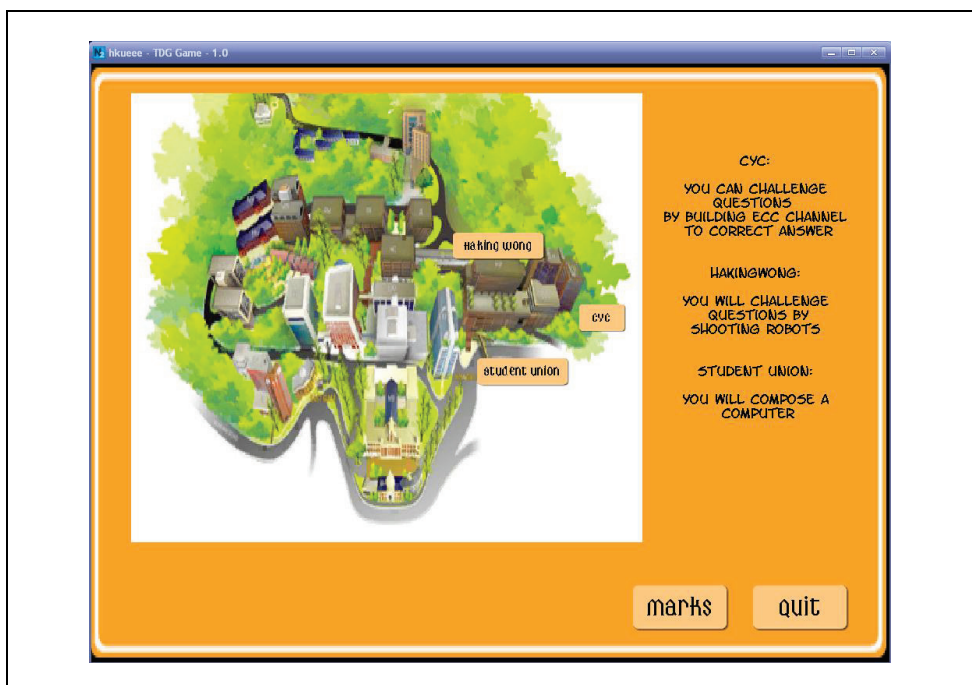 hkueee - TDG Game - 1.0
Haking Wong
CYC
Student Union
CYC:
YOU CAN CHALLENGE
QUESTIONS
BY BUILDING ECC CHANNEL
TO CORRECT ANSWER
HAKINGWONG:
YOU WILL CHALLENGE
QUESTIONS BY
SHOOTING ROBOTS
STUDENT UNION:
YOU WILL COMPOSE A
COMPUTER
marks
quit